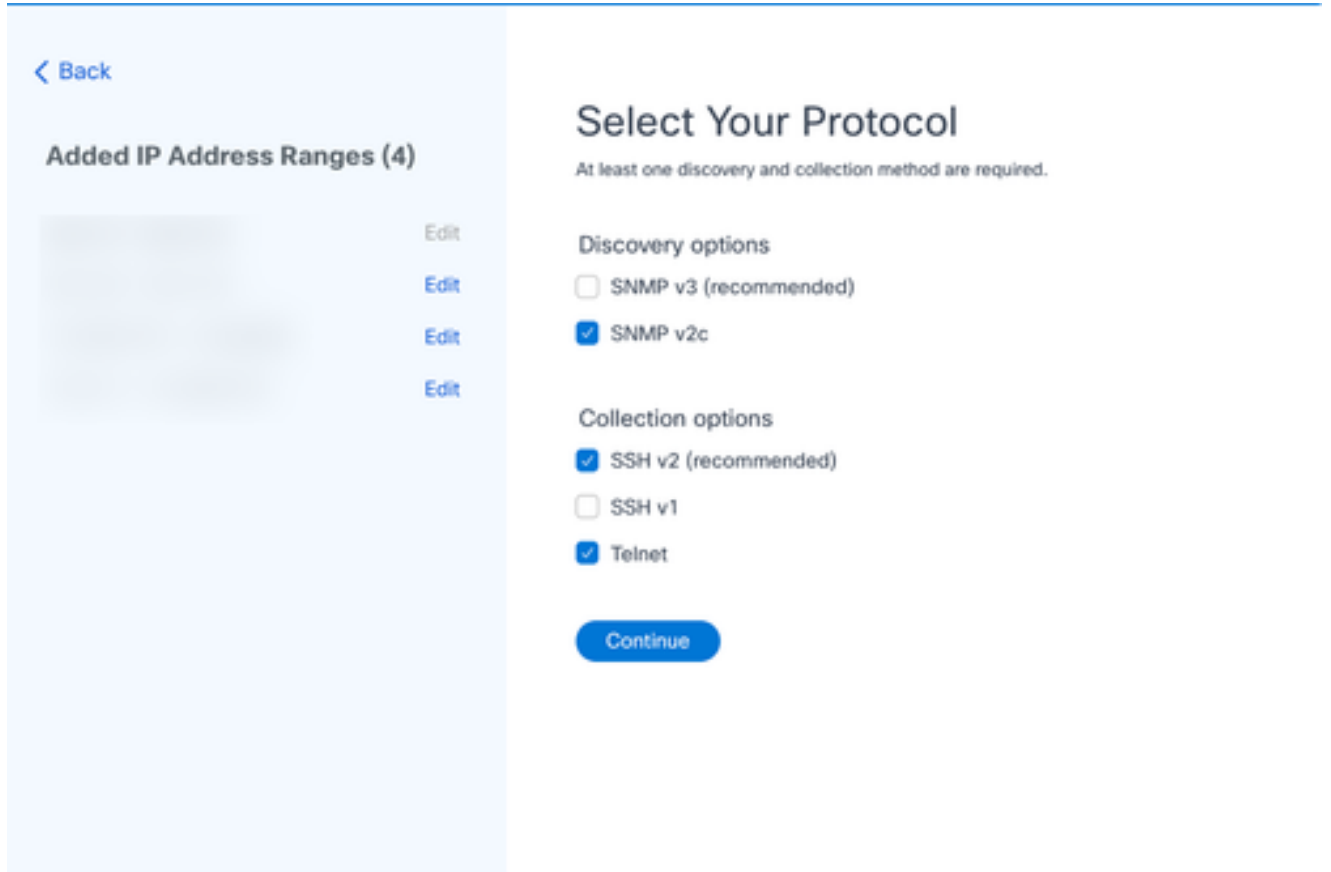 Back
Added IP Address Ranges (4)
Edit
Edit
Edit
Edit
Select Your Protocol
At least one discovery and collection method are required.
Discovery options
SNMP v3 (recommended)
SNMP v2c
Collection options
SSH v2 (recommended)
SSH v1
Telnet
Continue